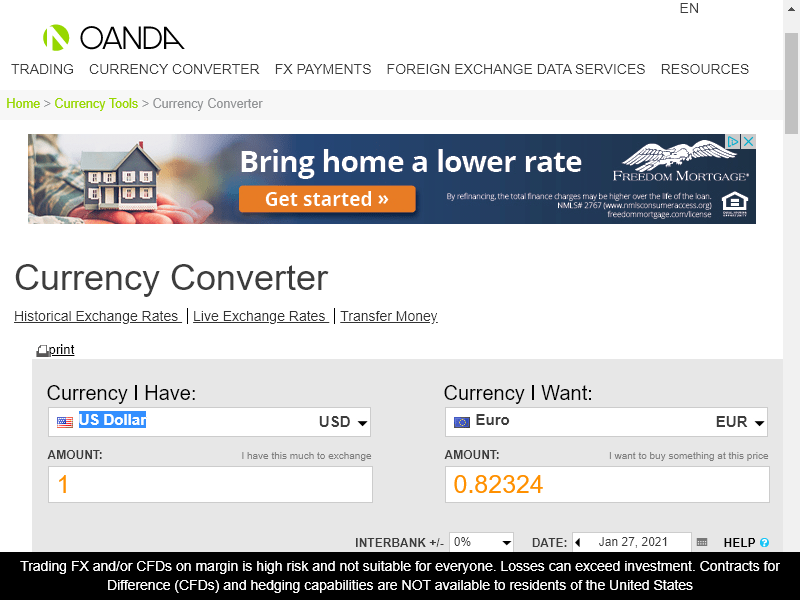 EN
OANDA
TRADING CURRENCY CONVERTER FX PAYMENTS FOREIGN EXCHANGE DATA SERVICES RESOURCES
Home > Currency Tools > Currency Converter
Bring home a lower rate
Get started »
FREEDOM MORTGAGE®
By refinancing, the total finance charges may be higher over the life of the loan.
NMLS# 2767 (www.nmlsconsumeraccess.org)
freedommortgage.com/license
Currency Converter
Historical Exchange Rates | Live Exchange Rates | Transfer Money
print
Currency I Have: Currency I Want:
US Dollar USD Euro EUR
AMOUNT: I have this much to exchange AMOUNT: I want to buy something at this price
1 0.82324
INTERBANK +/- 0% DATE: Jan 27, 2021 HELP ?
Trading FX and/or CFDs on margin is high risk and not suitable for everyone. Losses can exceed investment. Contracts for
Difference (CFDs) and hedging capabilities are NOT available to residents of the United States